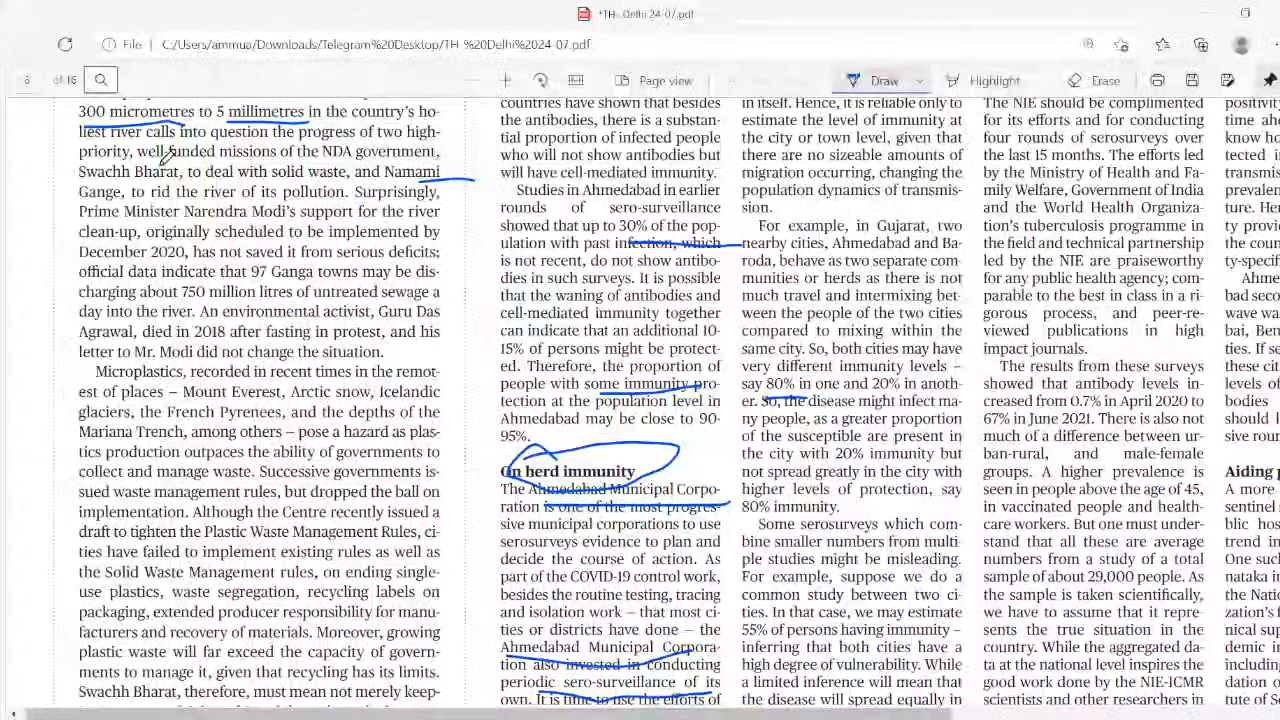 *TH- Delhi 24-07.pdf
File
C:/Users/ammua/Downloads/Telegram%20Desktop/TH %20Delhi%2024-07.pdf
8 of 16
Page view
Draw
Highlight
Erase
300 micrometres to 5 millimetres in the country's ho-
liest river calls into question the progress of two high-
priority, well-funded missions of the NDA government,
Swachh Bharat, to deal with solid waste, and Namami
Gange, to rid the river of its pollution. Surprisingly,
Prime Minister Narendra Modi's support for the river
clean-up, originally scheduled to be implemented by
December 2020, has not saved it from serious deficits;
official data indicate that 97 Ganga towns may be dis-
charging about 750 million litres of untreated sewage a
day into the river. An environmental activist, Guru Das
Agrawal, died in 2018 after fasting in protest, and his
letter to Mr. Modi did not change the situation.
Microplastics, recorded in recent times in the remot-
est of places – Mount Everest, Arctic snow, Icelandic
glaciers, the French Pyrenees, and the depths of the
Mariana Trench, among others – pose a hazard as plas-
tics production outpaces the ability of governments to
collect and manage waste. Successive governments is-
sued waste management rules, but dropped the ball on
implementation. Although the Centre recently issued a
draft to tighten the Plastic Waste Management Rules, ci-
ties have failed to implement existing rules as well as
the Solid Waste Management rules, on ending single-
use plastics, waste segregation, recycling labels on
packaging, extended producer responsibility for manu-
facturers and recovery of materials. Moreover, growing
plastic waste will far exceed the capacity of govern-
ments to manage it, given that recycling has its limits.
Swachh Bharat, therefore, must mean not merely keep-
countries have shown that besides
the antibodies, there is a substan-
tial proportion of infected people
who will not show antibodies but
will have cell-mediated immunity.
Studies in Ahmedabad in earlier
rounds of sero-surveillance
showed that up to 30% of the pop-
ulation with past infection, which
is not recent, do not show antibo-
dies in such surveys. It is possible
that the waning of antibodies and
cell-mediated immunity together
can indicate that an additional 10-
15% of persons might be protect-
ed. Therefore, the proportion of
people with some immunity pro-
tection at the population level in
Ahmedabad may be close to 90-
95%.
On herd immunity
The Ahmedabad Municipal Corpo-
ration is one of the most progres-
sive municipal corporations to use
serosurveys evidence to plan and
decide the course of action. As
part of the COVID-19 control work,
besides the routine testing, tracing
and isolation work – that most ci-
ties or districts have done – the
Ahmedabad Municipal Corpora-
tion also invested in conducting
periodic sero-surveillance of its
own. It is time to use the efforts of
in itself. Hence, it is reliable only to
estimate the level of immunity at
the city or town level, given that
there are no sizeable amounts of
migration occurring, changing the
population dynamics of transmis-
sion.
For example, in Gujarat, two
nearby cities, Ahmedabad and Ba-
roda, behave as two separate com-
munities or herds as there is not
much travel and intermixing bet-
ween the people of the two cities
compared to mixing within the
same city. So, both cities may have
very different immunity levels –
say 80% in one and 20% in anoth-
er. So, the disease might infect ma-
ny people, as a greater proportion
of the susceptible are present in
the city with 20% immunity but
not spread greatly in the city with
higher levels of protection, say
80% immunity.
Some serosurveys which com-
bine smaller numbers from multi-
ple studies might be misleading.
For example, suppose we do a
common study between two ci-
ties. In that case, we may estimate
55% of persons having immunity –
inferring that both cities have a
high degree of vulnerability. While
a limited inference will mean that
the disease will spread equally in
The NIE should be complimented
for its efforts and for conducting
four rounds of serosurveys over
the last 15 months. The efforts led
by the Ministry of Health and Fa-
mily Welfare, Government of India
and the World Health Organiza-
tion's tuberculosis programme in
the field and technical partnership
led by the NIE are praiseworthy
for any public health agency; com-
parable to the best in class in a ri-
gorous process, and peer-re-
viewed publications in high
impact journals.
The results from these surveys
showed that antibody levels in-
creased from 0.7% in April 2020 to
67% in June 2021. There is also not
much of a difference between ur-
ban-rural, and male-female
groups. A higher prevalence is
seen in people above the age of 45,
in vaccinated people and health-
care workers. But one must under-
stand that all these are average
numbers from a study of a total
sample of about 29,000 people. As
the sample is taken scientifically,
we have to assume that it repre-
sents the true situation in the
country. While the aggregated da-
ta at the national level inspires the
good work done by the NIE-ICMR
scientists and other researchers in